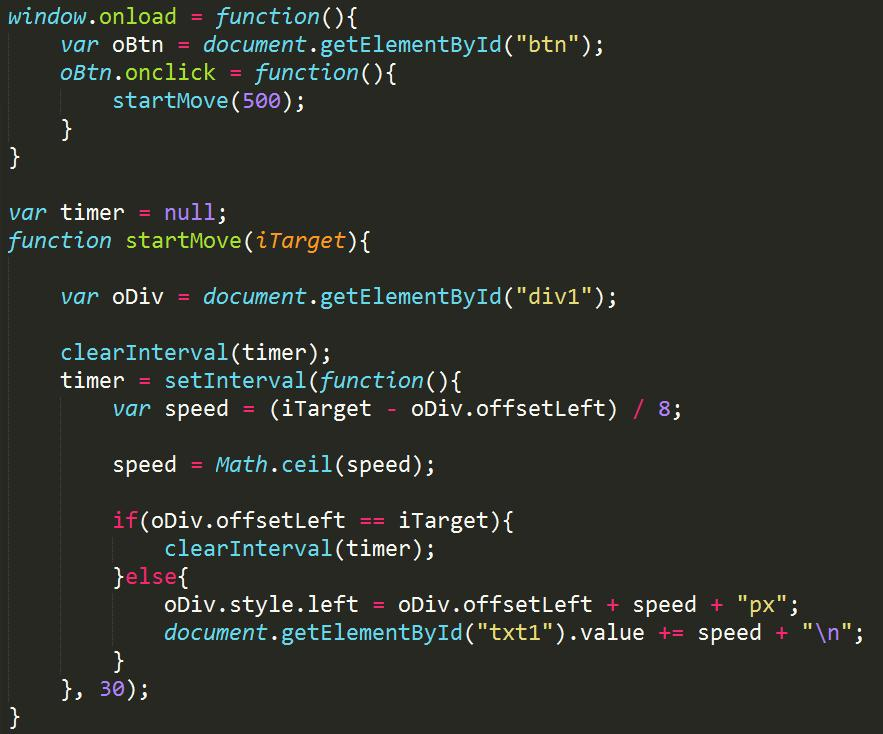 window.onload = function(){
    var oBtn = document.getElementById("btn");
    oBtn.onclick = function(){
        startMove(500);
    }
}

var timer = null;
function startMove(iTarget){

    var oDiv = document.getElementById("div1");

    clearInterval(timer);
    timer = setInterval(function(){
        var speed = (iTarget - oDiv.offsetLeft) / 8;

        speed = Math.ceil(speed);

        if(oDiv.offsetLeft == iTarget){
            clearInterval(timer);
        }else{
            oDiv.style.left = oDiv.offsetLeft + speed + "px";
            document.getElementById("txt1").value += speed + "\n";
        }
    }, 30);
}